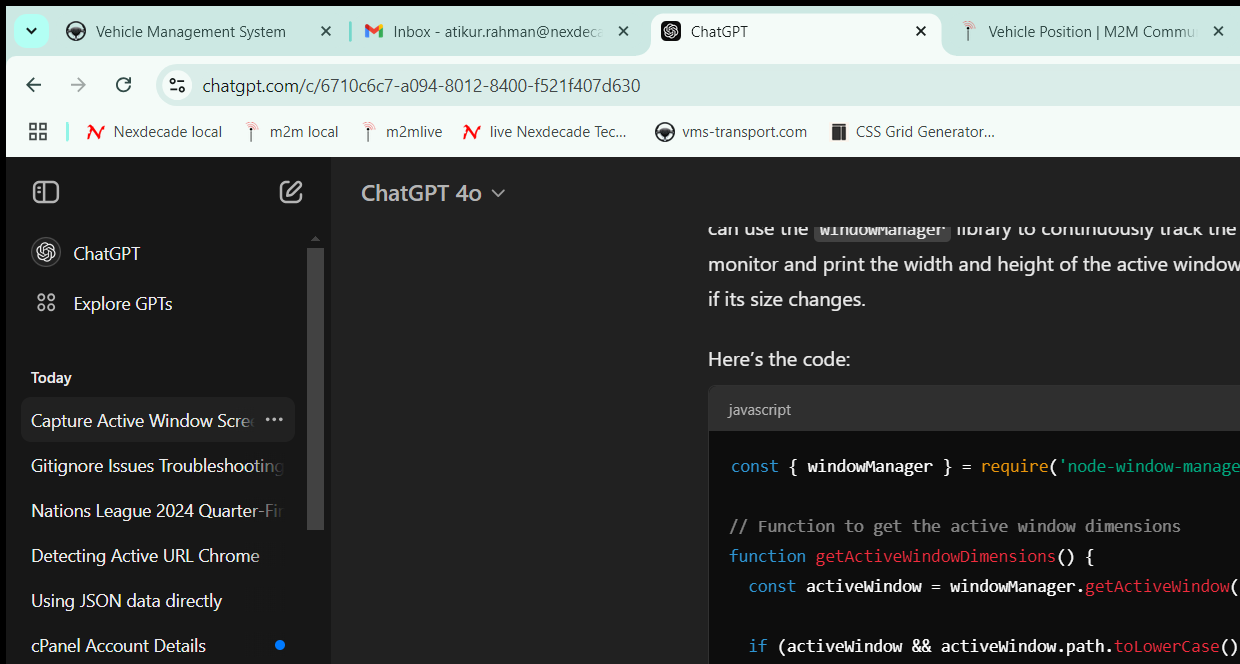 Vehicle Management System
Inbox - atikur.rahman@nexdeca
ChatGPT
Vehicle Position | M2M Commu
chatgpt.com/c/6710c6c7-a094-8012-8400-f521f407d630
Nexdecade local
m2m local
m2mlive
live Nexdecade Tec...
vms-transport.com
CSS Grid Generator...
ChatGPT 4o
ChatGPT
Explore GPTs
Today
Capture Active Window Scree
Gitignore Issues Troubleshooting
Nations League 2024 Quarter-Fin
Detecting Active URL Chrome
Using JSON data directly
cPanel Account Details
can use the windowManager library to continuously track the
monitor and print the width and height of the active window
if its size changes.
Here’s the code:
javascript
const { windowManager } = require('node-window-manage
// Function to get the active window dimensions
function getActiveWindowDimensions() {
const activeWindow = windowManager.getActiveWindow(
if (activeWindow && activeWindow.path.toLowerCase()